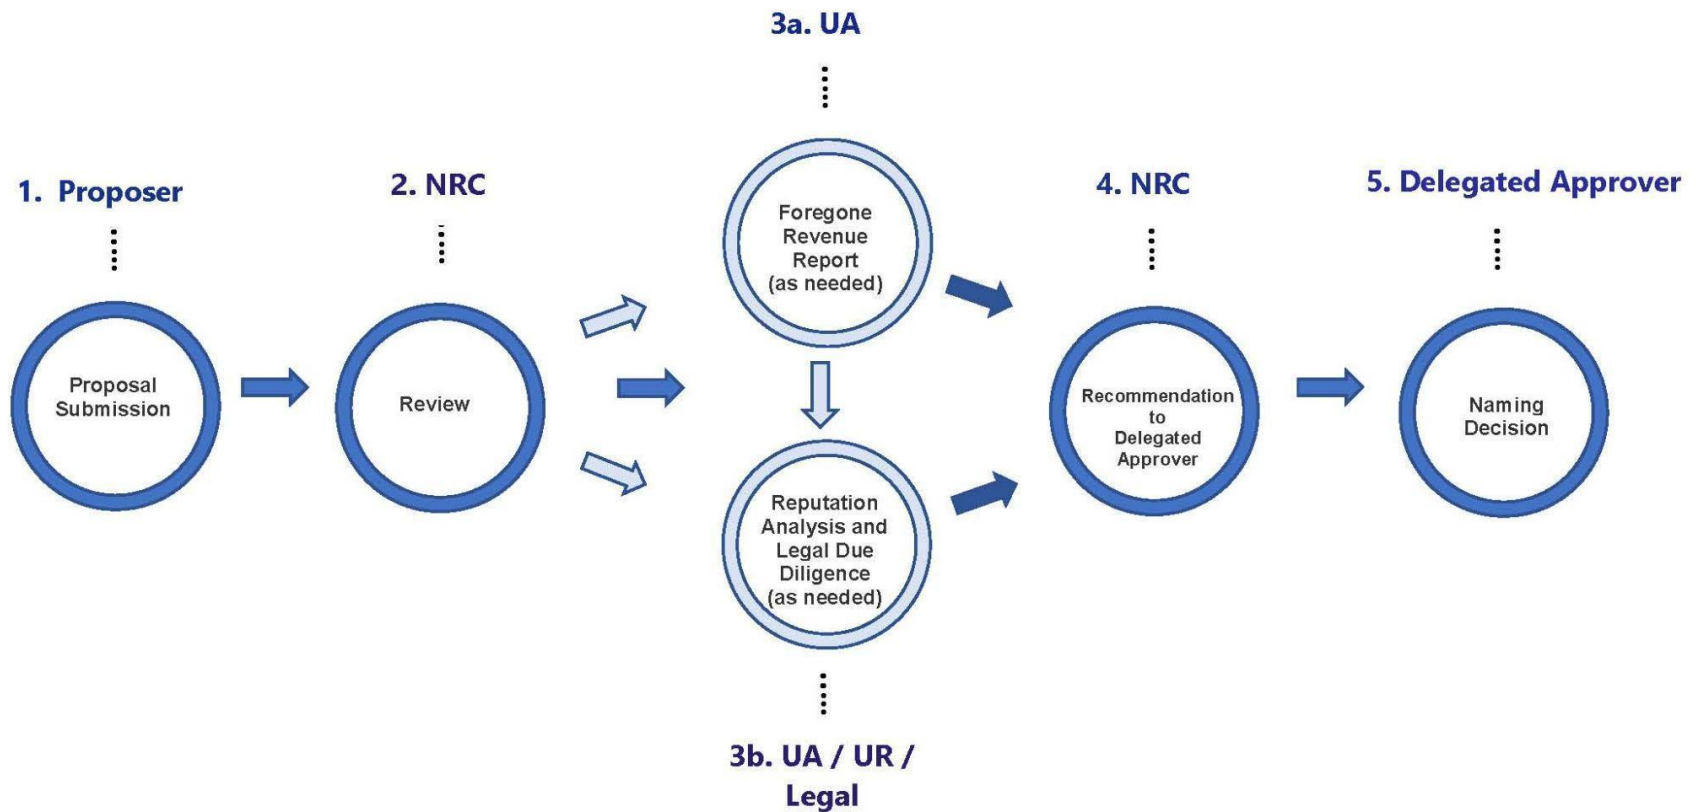 1. Proposer
Proposal
Submission
2. NRC
Review
3a. UA
Foregone
Revenue
Report
(as needed)
Reputation
Analysis and
Legal Due
Diligence
(as needed)
3b. UA / UR /
Legal
4. NRC
Recommendation
to
Delegated
Approver
5. Delegated Approver
Naming
Decision